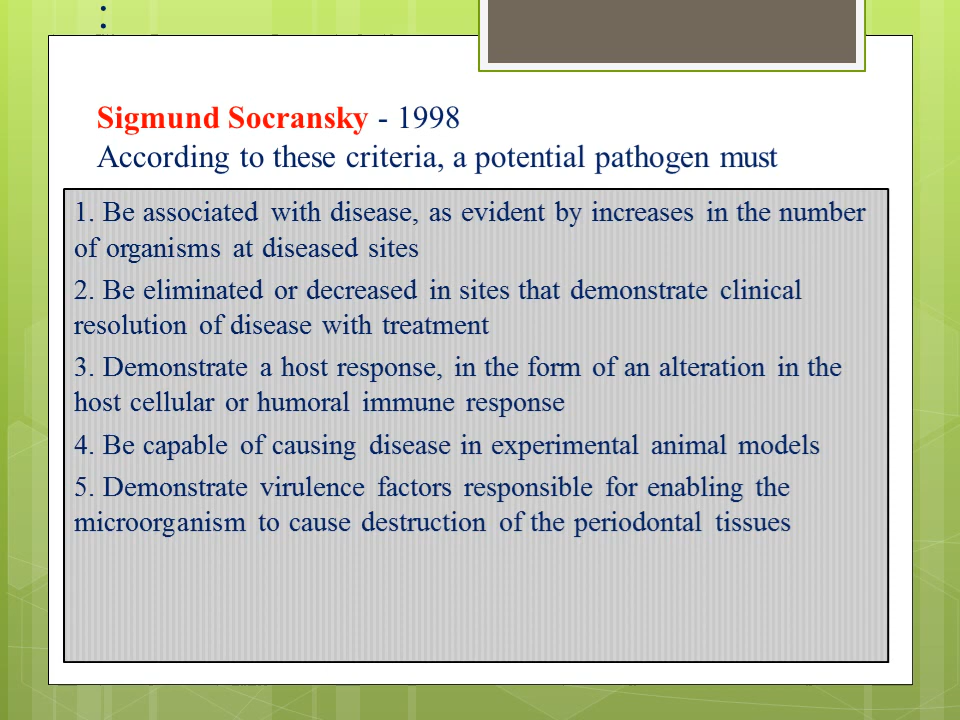 Sigmund Socransky - 1998
According to these criteria, a potential pathogen must
1. Be associated with disease, as evident by increases in the number
of organisms at diseased sites
2. Be eliminated or decreased in sites that demonstrate clinical
resolution of disease with treatment
3. Demonstrate a host response, in the form of an alteration in the
host cellular or humoral immune response
4. Be capable of causing disease in experimental animal models
5. Demonstrate virulence factors responsible for enabling the
microorganism to cause destruction of the periodontal tissues